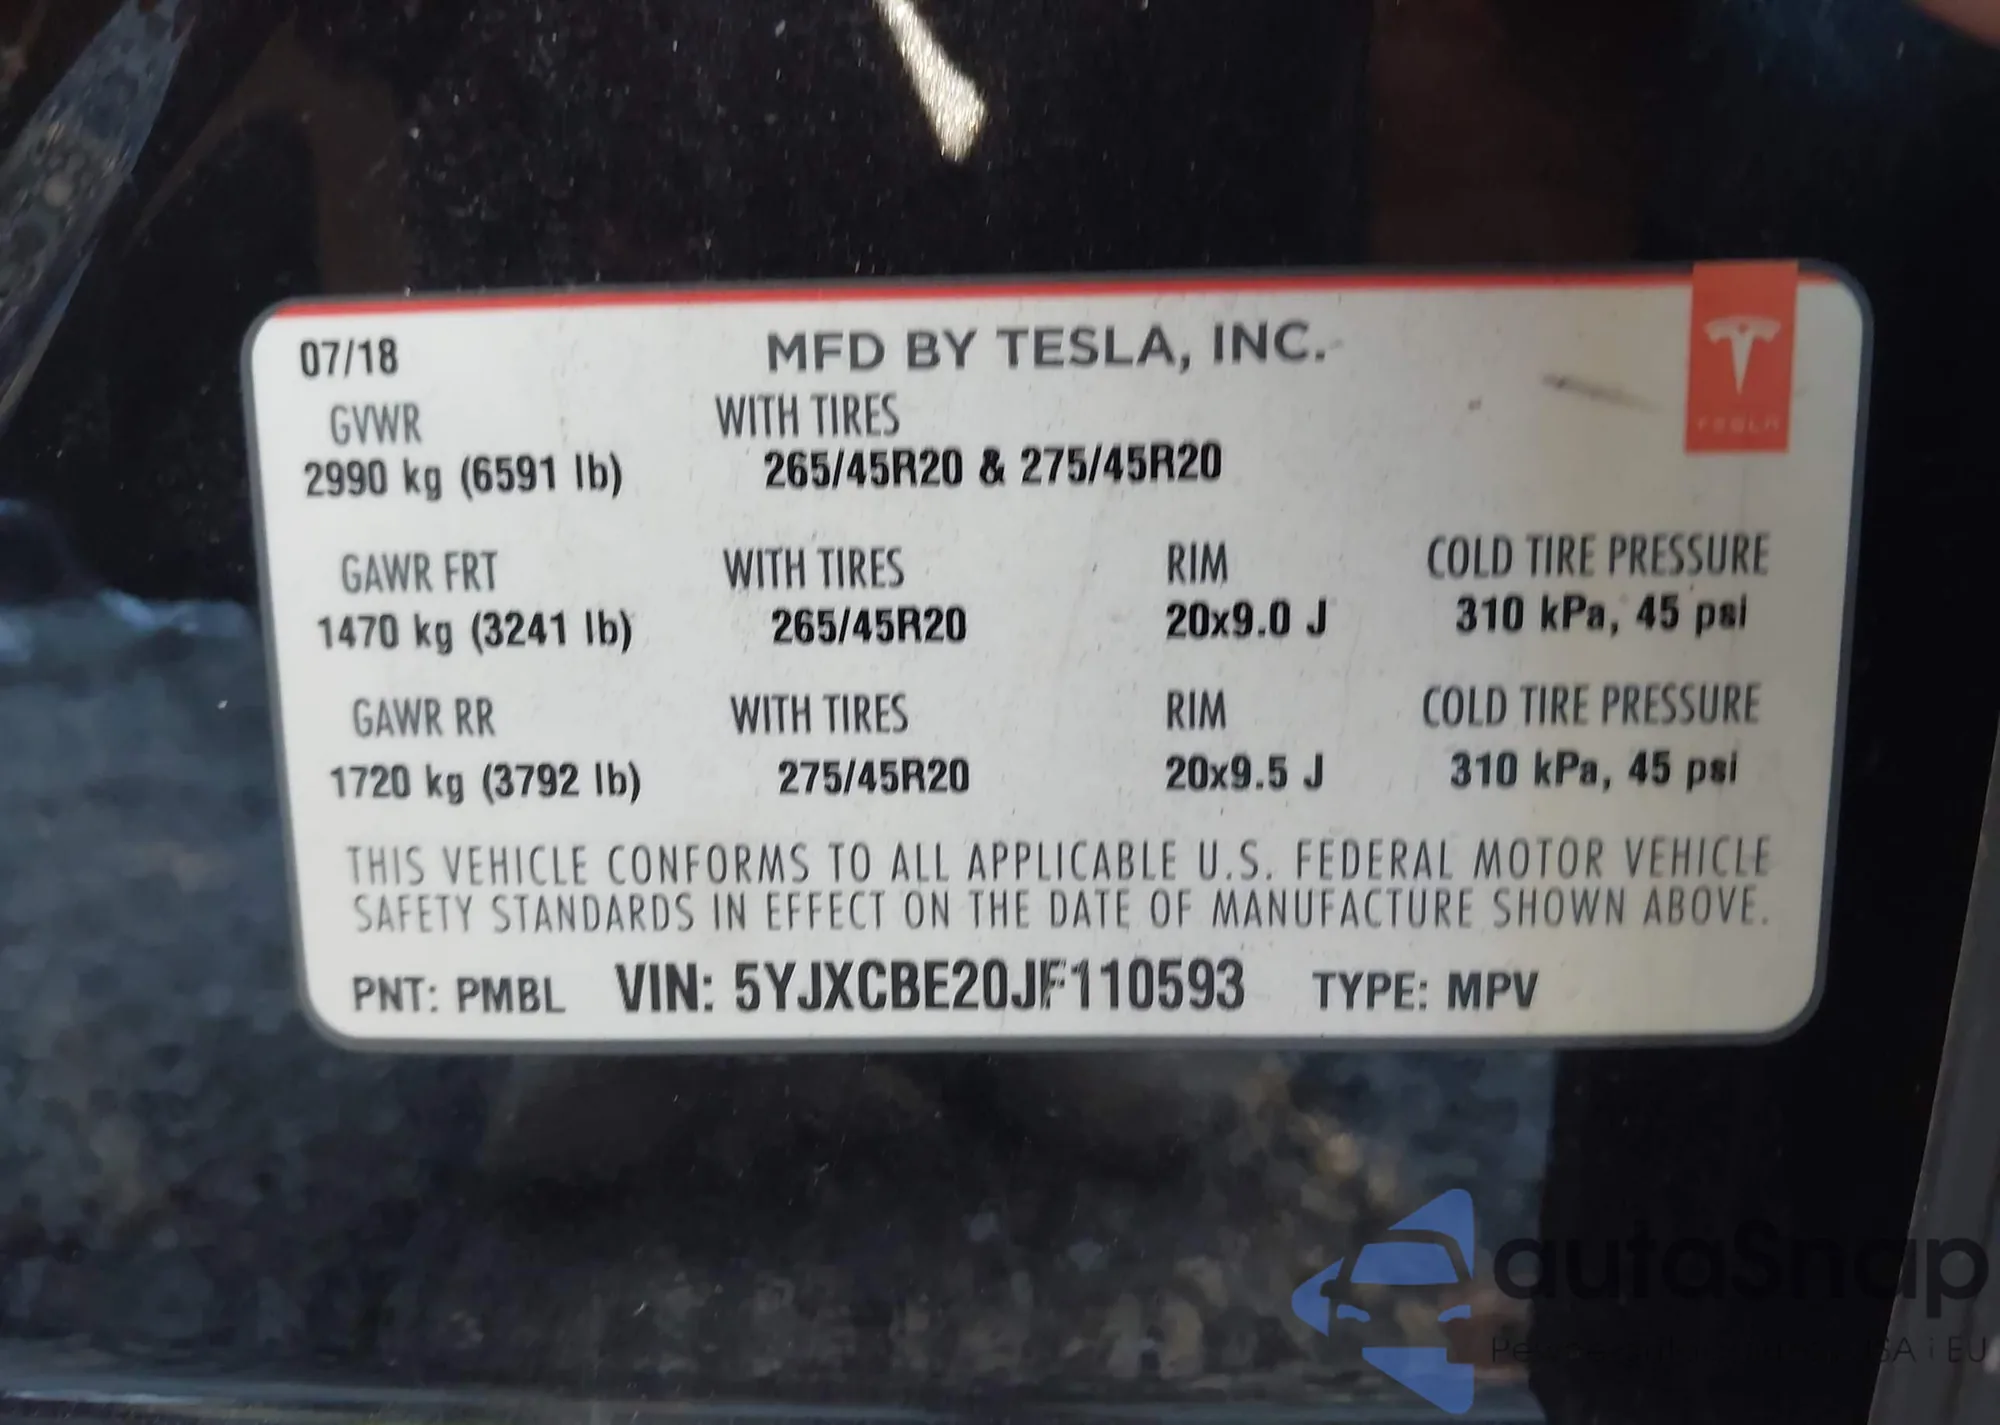 07/18 MFD BY TESLA, INC.
TESLA
GVWR WITH TIRES
2990 kg (6591 lb) 265/45R20 & 275/45R20
GAWR FRT WITH TIRES RIM COLD TIRE PRESSURE
1470 kg (3241 lb) 265/45R20 20x9.0 J 310 kPa, 45 psi
GAWR RR WITH TIRES RIM COLD TIRE PRESSURE
1720 kg (3792 lb) 275/45R20 20x9.5 J 310 kPa, 45 psi
THIS VEHICLE CONFORMS TO ALL APPLICABLE U.S. FEDERAL MOTOR VEHICLE
SAFETY STANDARDS IN EFFECT ON THE DATE OF MANUFACTURE SHOWN ABOVE.
PNT: PMBL VIN: 5YJXCBE20JF110593 TYPE: MPV
autoSnap
USA i EU